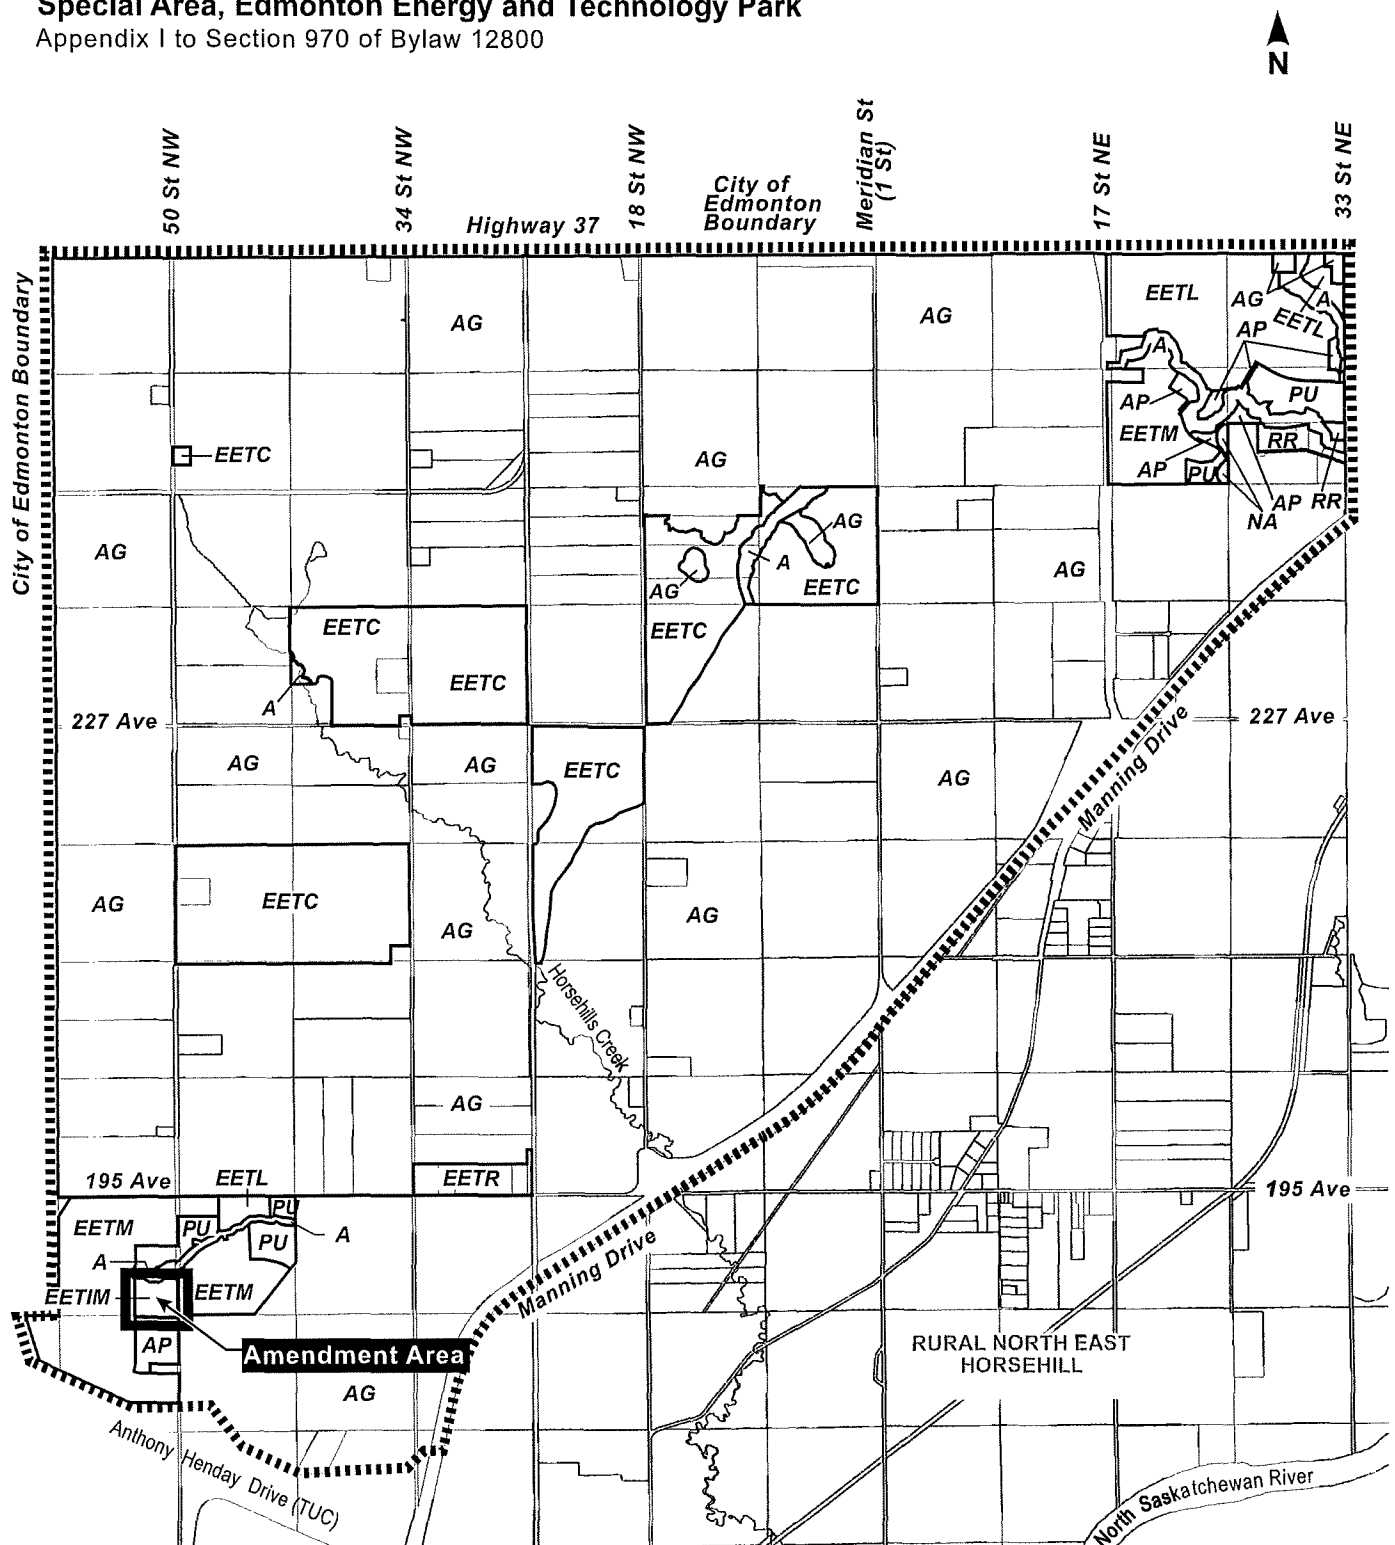 Special Area, Edmonton Energy and Technology Park
Appendix I to Section 970 of Bylaw 12800
N
50 St NW
34 St NW
18 St NW
Meridian St
(1 St)
17 St NE
33 St NE
Highway 37
City of
Edmonton
Boundary
City of Edmonton Boundary
AG
AG
EETL
AG
A
EETL
AP
A
AP
PU
EETM
RR
AP
PU
AP
RR
NA
EETC
AG
AG
AG
A
AG
EETC
AG
EETC
EETC
EETC
A
227 Ave
227 Ave
Manning Drive
AG
AG
EETC
AG
AG
EETC
AG
AG
Horsehills Creek
AG
195 Ave
EETL
EETR
195 Ave
EETM
PU
PU
PU
A
A
EETIM
EETM
Manning Drive
AP
Amendment Area
AG
RURAL NORTH EAST
HORSEHILL
Anthony Henday Drive (TUC)
North Saskatchewan River